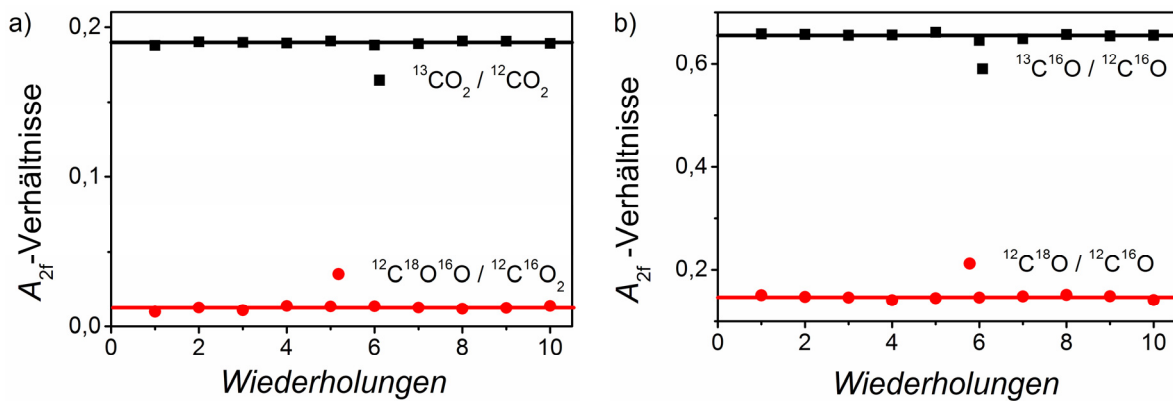 a)
A₂f-Verhältnisse
0,2
0,1
0,0
¹³CO₂ / ¹²CO₂
¹²C¹⁸O¹⁶O / ¹²C¹⁶O₂
0 2 4 6 8 10
Wiederholungen
b)
A₂f -Verhältnisse
0,6
0,4
0,2
¹³C¹⁶O / ¹²C¹⁶O
¹²C¹⁸O / ¹²C¹⁶O
0 2 4 6 8 10
Wiederholungen